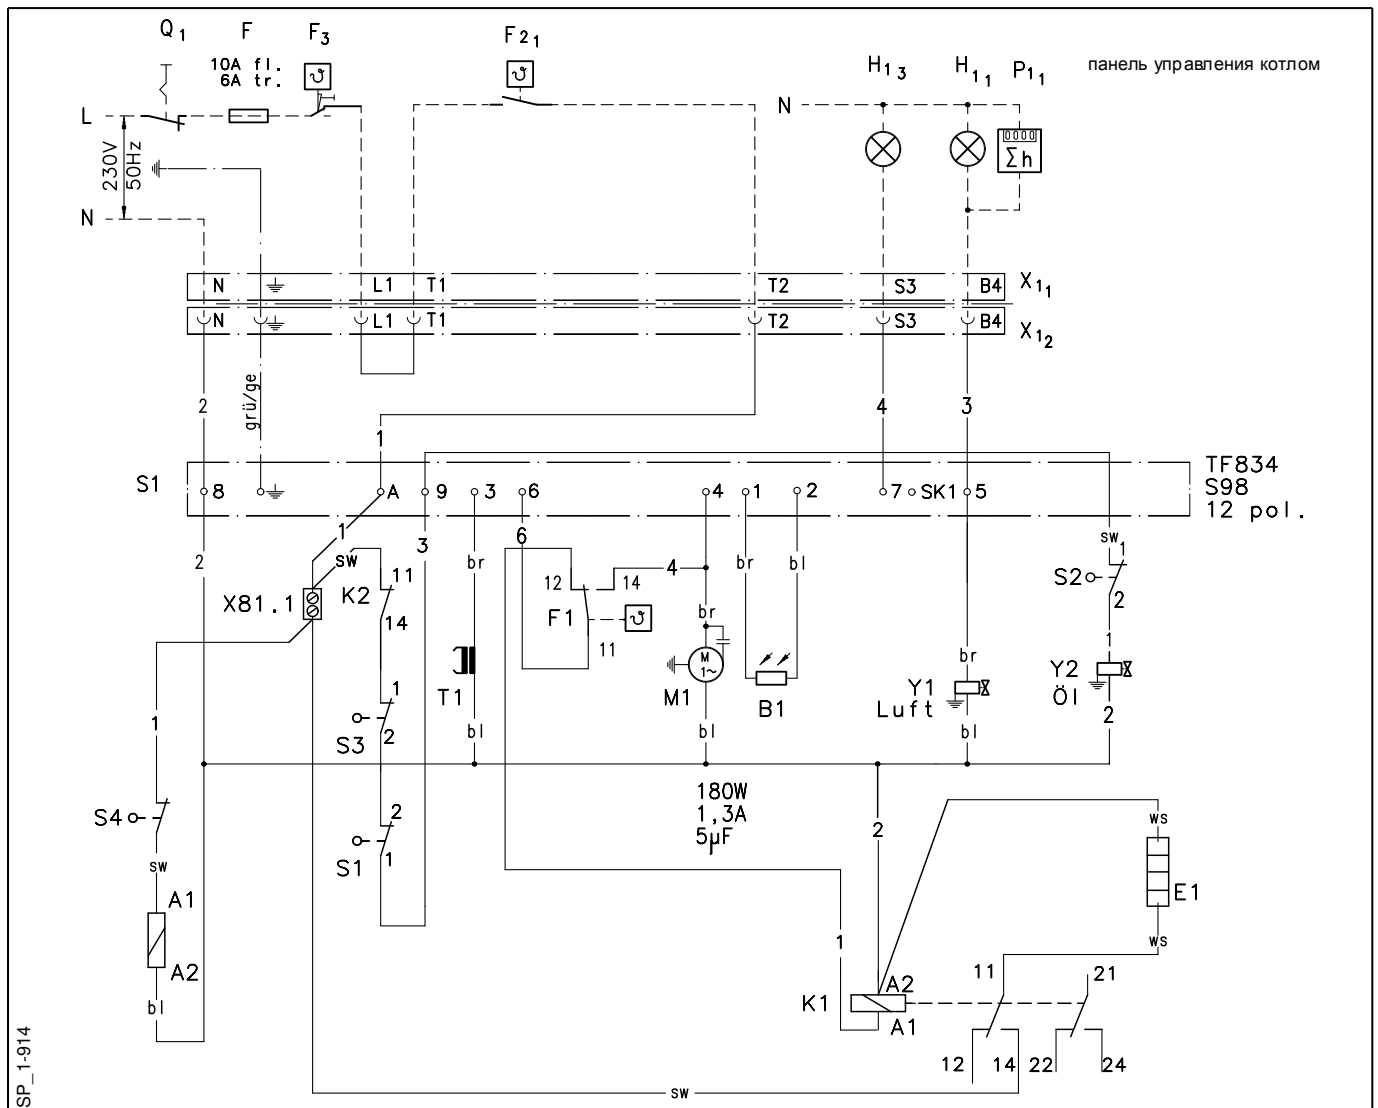 Q1 F F3 F21
10A fl.
6A tr.
ϑ ϑ
H13 H11 P11 панель управления котлом
L N
0000
Σh
230V
50Hz
N
N L1 T1 T2 S3 B4 X11
N L1 T1 T2 S3 B4 X12
2 grü/ge 1 4 3
S1 8 A 9 3 6 4 1 2 7 SK1 5
TF834
S98
12 pol.
2 1 sw 3 br 6 br bl sw 1
12 14 4
X81.1 K2 11 14 F1 ϑ 11 br S2 2
M
1~
T1 M1 B1 br Y1
Luft
1 Y2
Öl
2
1 S3 1 2 bl bl bl
180W
1,3A
5µF
S4 2 S1 1 2 ws
E1
sw A1 A2 bl 1 ws
K1 A2 A1 11 21
12 14 22 24
sw
SP_1-914